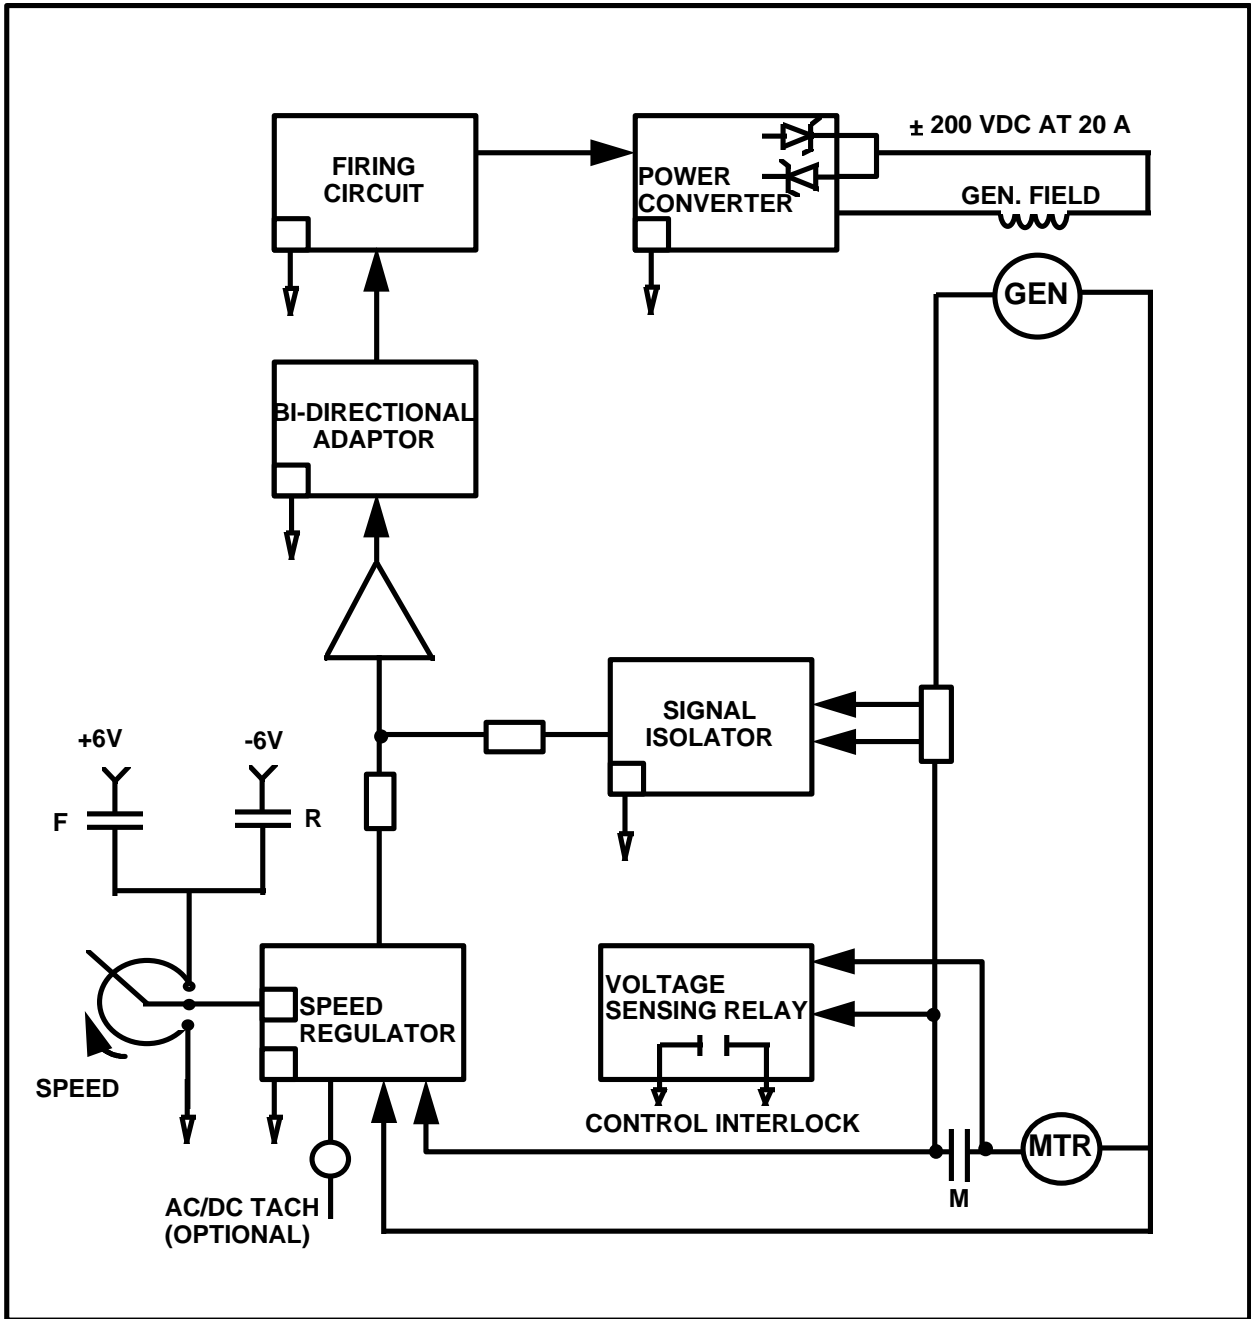 ± 200 VDC AT 20 A
FIRING
CIRCUIT
POWER
CONVERTER
GEN. FIELD
GEN
BI-DIRECTIONAL
ADAPTOR
SIGNAL
ISOLATOR
+6V
-6V
F
R
SPEED
REGULATOR
VOLTAGE
SENSING RELAY
SPEED
CONTROL INTERLOCK
MTR
M
AC/DC TACH
(OPTIONAL)